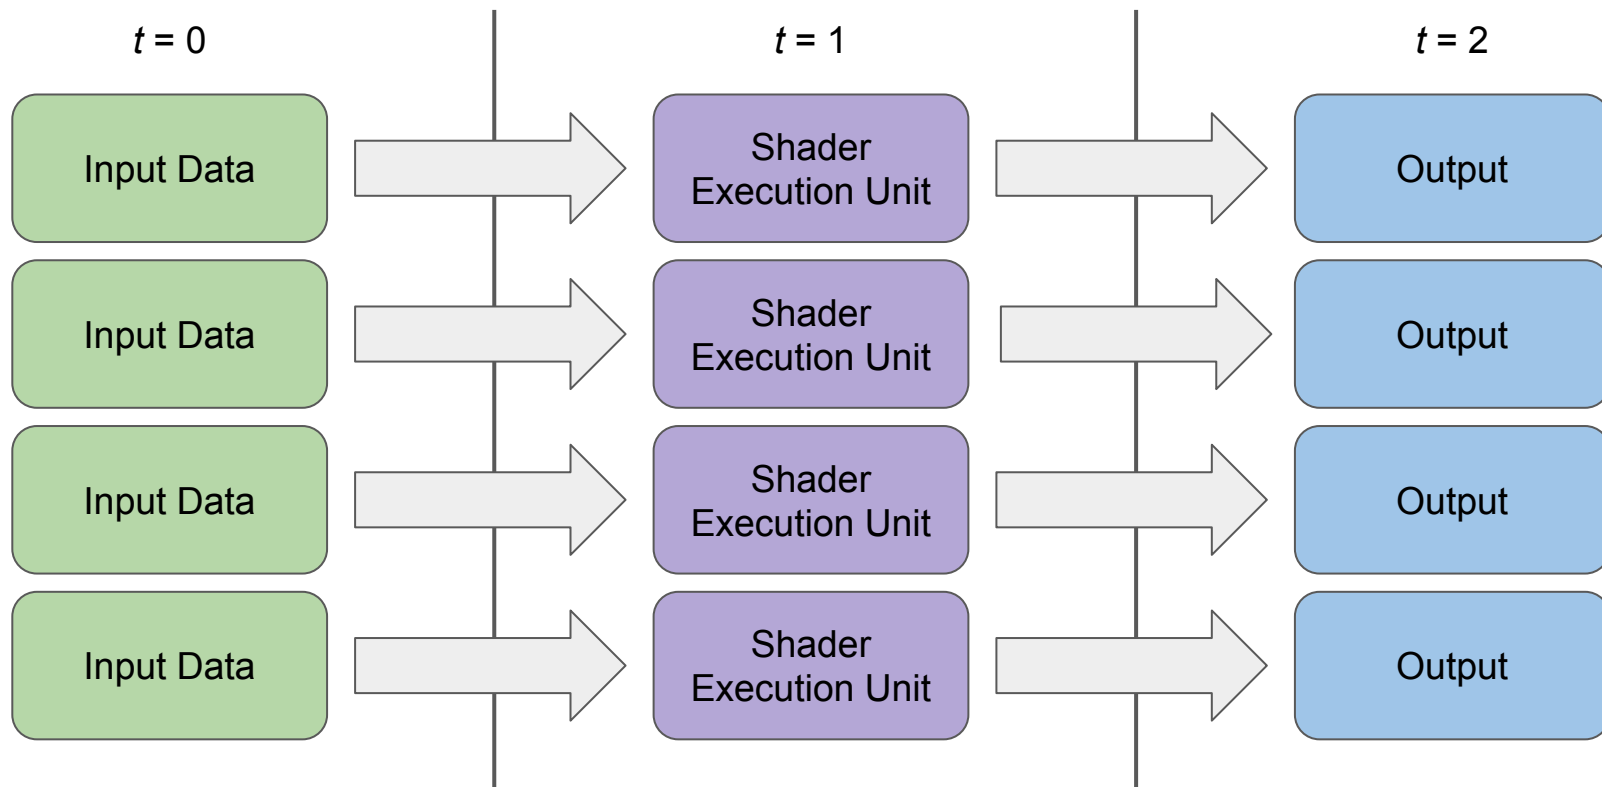 t = 0
t = 1
t = 2
Input Data
Shader
Execution Unit
Output
Input Data
Shader
Execution Unit
Output
Input Data
Shader
Execution Unit
Output
Input Data
Shader
Execution Unit
Output